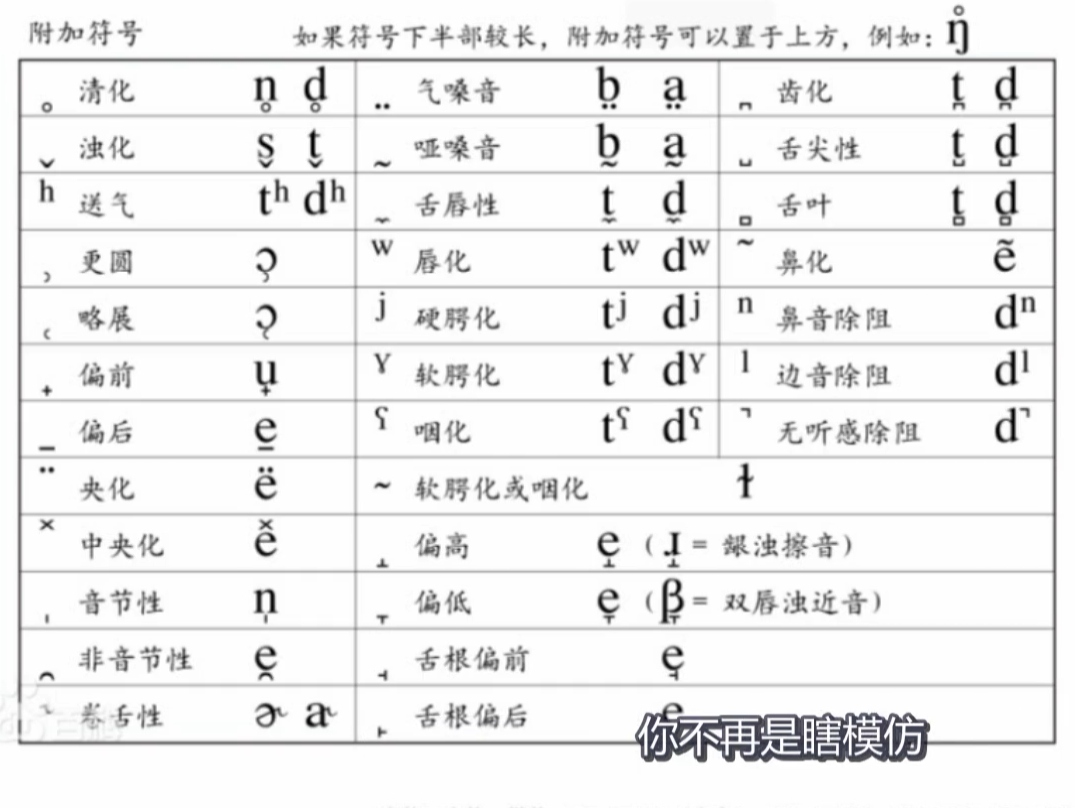 附加符号 如果符号下半部较长，附加符号可以置于上方，例如：ŋ̊
̥ 清化 n̥ d̥ ̤ 气嗓音 b̤ a̤ ̪ 齿化 t̪ d̪
̬ 浊化 s̬ t̬ ̰ 哑嗓音 b̰ a̰ ̺ 舌尖性 t̺ d̺
ʰ 送气 tʰ dʰ ̼ 舌唇性 t̼ d̼ ̻ 舌叶 t̻ d̻
̹ 更圆 ɔ̹ ʷ 唇化 tʷ dʷ ̃ 鼻化 ẽ
̜ 略展 ɔ̜ ʲ 硬腭化 tʲ dʲ ⁿ 鼻音除阻 dⁿ
̟ 偏前 u̟ ˠ 软腭化 tˠ dˠ ˡ 边音除阻 dˡ
̠ 偏后 e̠ ˤ 咽化 tˤ dˤ ̚ 无听感除阻 d̚
̈ 央化 ë ̴ 软腭化或咽化 ɫ
̽ 中央化 e̽ ̝ 偏高 e̝ （ɹ̝ = 龈浊擦音）
̩ 音节性 n̩ ̞ 偏低 e̞ （β̞ = 双唇浊近音）
̯ 非音节性 e̯ ̘ 舌根偏前 e̘
˞ 卷舌性 ə˞ a˞ ̙ 舌根偏后 e
你不再是瞎模仿